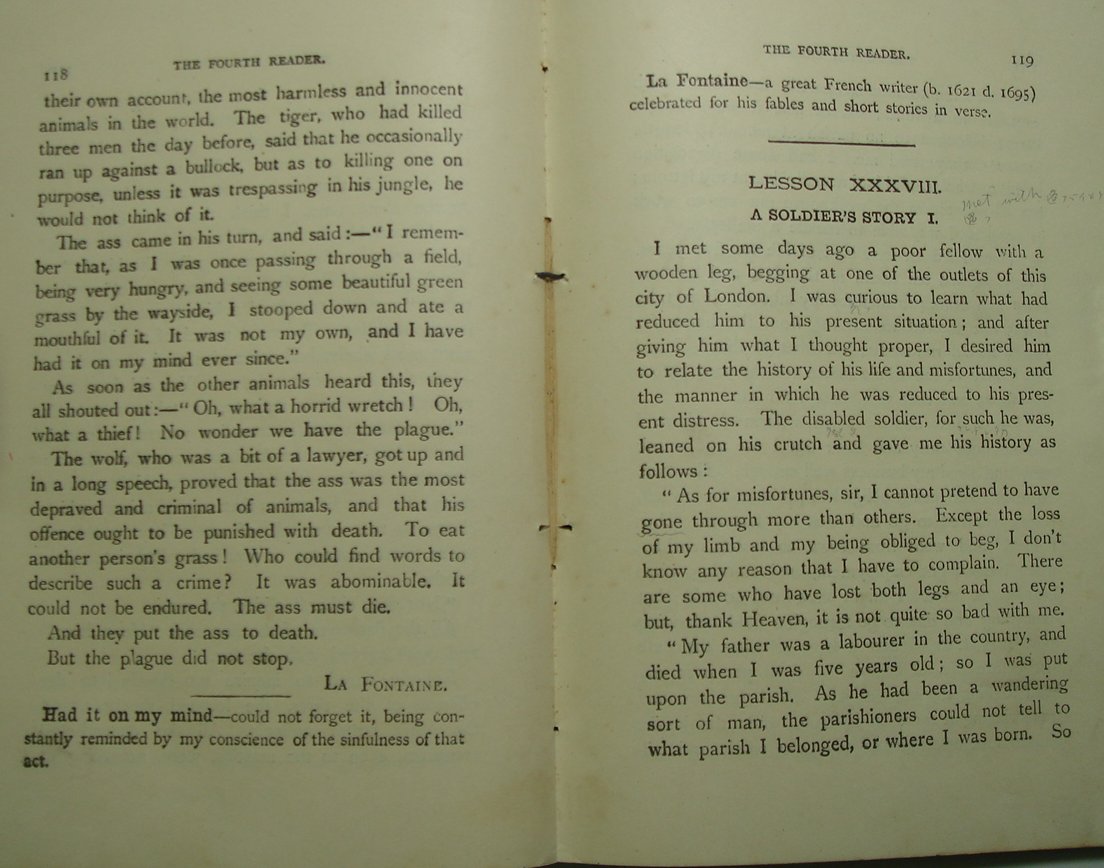 118
THE FOURTH READER.
their own account, the most harmless and innocent
animals in the world. The tiger, who had killed
three men the day before, said that he occasionally
ran up against a bullock, but as to killing one on
purpose, unless it was trespassing in his jungle, he
would not think of it.
The ass came in his turn, and said:—"I remem-
ber that, as I was once passing through a field,
being very hungry, and seeing some beautiful green
grass by the wayside, I stooped down and ate a
mouthful of it. It was not my own, and I have
had it on my mind ever since."
As soon as the other animals heard this, they
all shouted out:—"Oh, what a horrid wretch! Oh,
what a thief! No wonder we have the plague."
The wolf, who was a bit of a lawyer, got up and
in a long speech, proved that the ass was the most
depraved and criminal of animals, and that his
offence ought to be punished with death. To eat
another person's grass! Who could find words to
describe such a crime? It was abominable. It
could not be endured. The ass must die.
And they put the ass to death.
But the plague did not stop.
LA FONTAINE.
Had it on my mind—could not forget it, being con-
stantly reminded by my conscience of the sinfulness of that
act.
THE FOURTH READER.
119
La Fontaine—a great French writer (b. 1621 d. 1695)
celebrated for his fables and short stories in verse.
LESSON XXXVIII.
met with
A SOLDIER'S STORY I.
I met some days ago a poor fellow with a
wooden leg, begging at one of the outlets of this
city of London. I was curious to learn what had
reduced him to his present situation; and after
giving him what I thought proper, I desired him
to relate the history of his life and misfortunes, and
the manner in which he was reduced to his pres-
ent distress. The disabled soldier, for such he was,
leaned on his crutch and gave me his history as
follows:
"As for misfortunes, sir, I cannot pretend to have
gone through more than others. Except the loss
of my limb and my being obliged to beg, I don't
know any reason that I have to complain. There
are some who have lost both legs and an eye;
but, thank Heaven, it is not quite so bad with me.
"My father was a labourer in the country, and
died when I was five years old; so I was put
upon the parish. As he had been a wandering
sort of man, the parishioners could not tell to
what parish I belonged, or where I was born. So